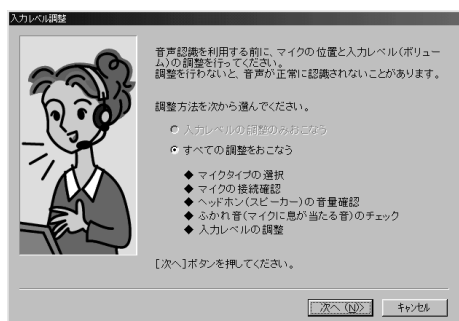 入力レベル調整
音声認識を利用する前に、マイクの位置と入力レベル(ボリュー
ム)の調整を行ってください。
調整を行わないと、音声が正常に認識されないことがあります。
調整方法を次から選んでください。
入力レベルの調整のみおこなう
すべての調整をおこなう
◆ マイクタイプの選択
◆ マイクの接続確認
◆ ヘッドホン(スピーカー)の音量確認
◆ ふかれ音(マイクに息が当たる音)のチェック
◆ 入力レベルの調整
[次へ]ボタンを押してください。
次へ(N)>
キャンセル